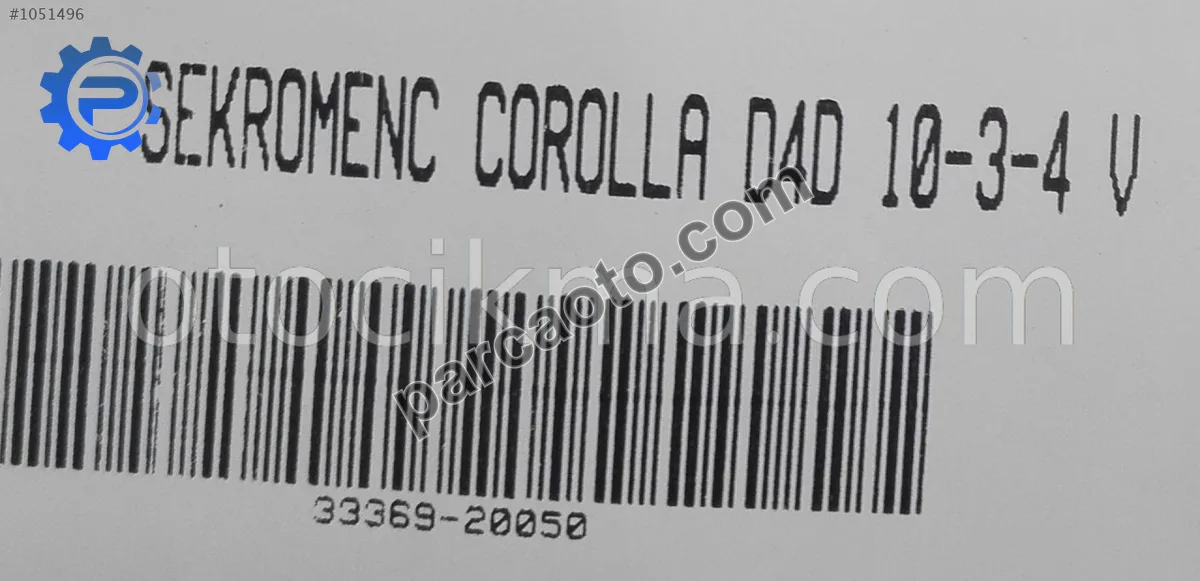 #1051496
SEKROMENC COROLLA D4D 10-3-4 V
otocikma.com
parcaoto.com
33369-20050